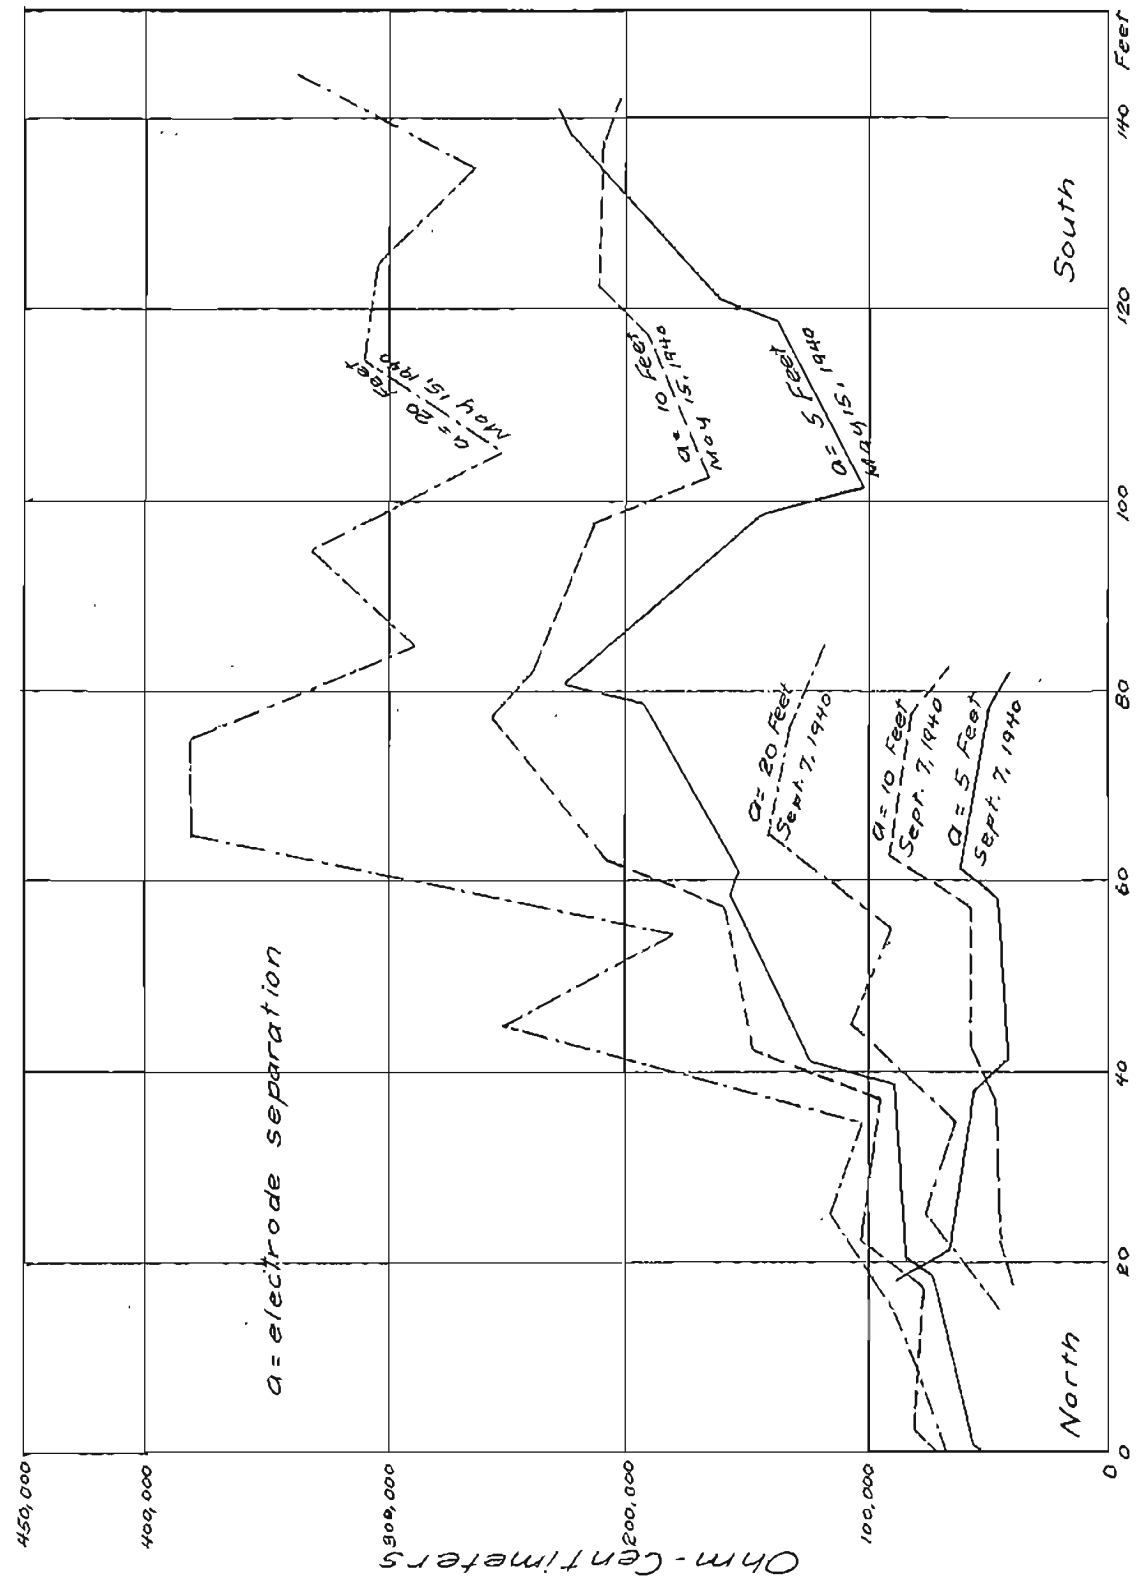 450,000
400,000
300,000
200,000
100,000
0
Ohm-Centimeters
a = electrode separation
a = 20 Feet
May 15, 1940
a = 10 Feet
May 15, 1940
a = 5 Feet
May 15, 1940
a = 20 Feet
Sept. 7, 1940
a = 10 Feet
Sept. 7, 1940
a = 5 Feet
Sept. 7, 1940
North
South
0
20
40
60
80
100
120
140
Feet